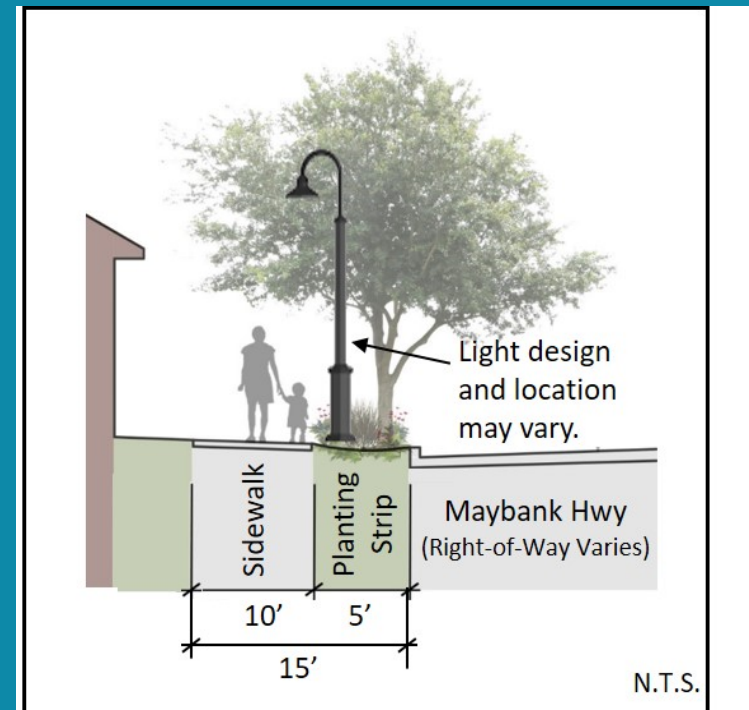 Light design
and location
may vary.
Sidewalk
Planting
Strip
Maybank Hwy
(Right-of-Way Varies)
10’
5’
15’
N.T.S.